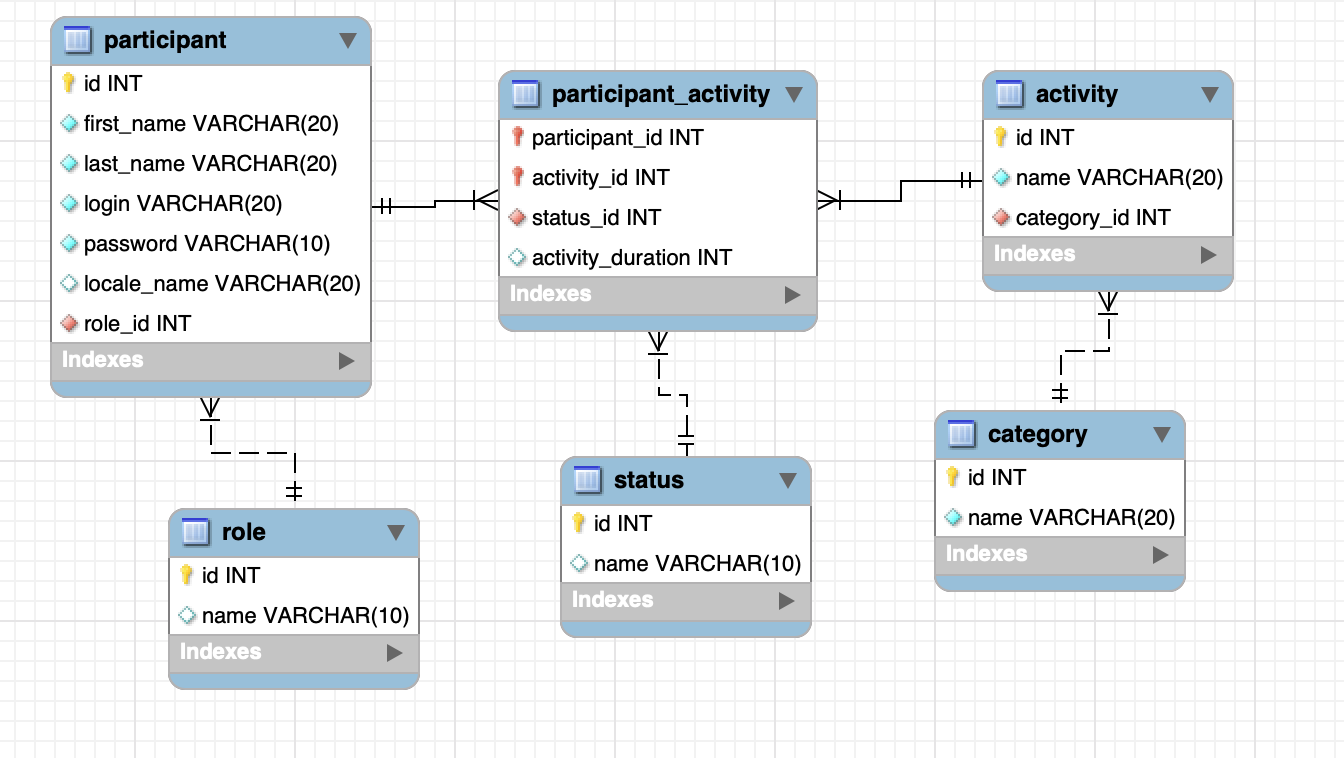 participant
id INT
first_name VARCHAR(20)
last_name VARCHAR(20)
login VARCHAR(20)
password VARCHAR(10)
locale_name VARCHAR(20)
role_id INT
Indexes
participant_activity
participant_id INT
activity_id INT
status_id INT
activity_duration INT
Indexes
activity
id INT
name VARCHAR(20)
category_id INT
Indexes
role
id INT
name VARCHAR(10)
Indexes
status
id INT
name VARCHAR(10)
Indexes
category
id INT
name VARCHAR(20)
Indexes